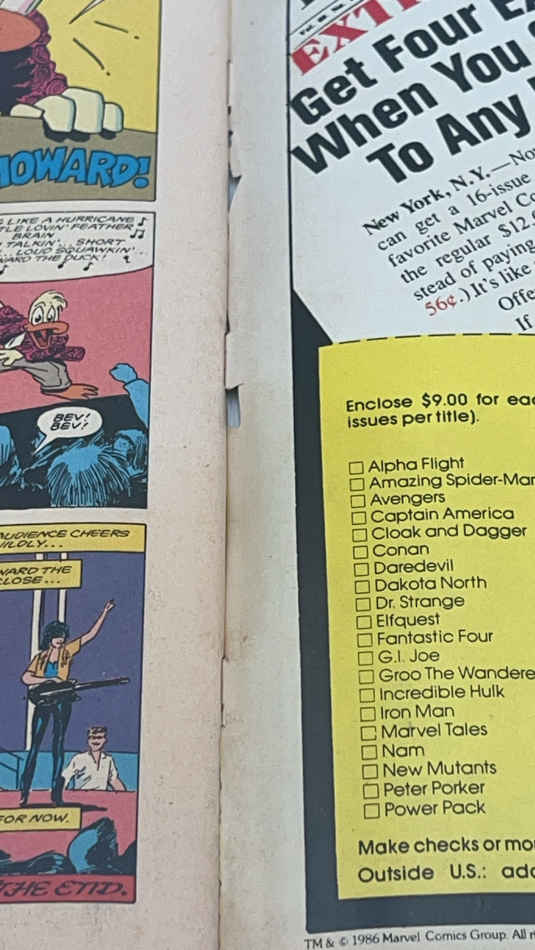 HOWARD!
LIKE A HURRICANE
TLE LOVIN' FEATHER
BRAIN
TALKIN', SHORT
LOUD SQUAWKIN'...
WARD THE DUCK!
BEV!
BEV!
AUDIENCE CHEERS
WILDLY...
WARD THE
CLOSE...
FOR NOW.
THE END.
EXT
Get Four Ex
When You
To Any
New York, N.Y.—Now
can get a 16-issue
favorite Marvel Co
the regular $12.
stead of paying
56¢.) It's like
Offe
If
Enclose $9.00 for eac
issues per title).
Alpha Flight
Amazing Spider-Man
Avengers
Captain America
Cloak and Dagger
Conan
Daredevil
Dakota North
Dr. Strange
Elfquest
Fantastic Four
G.I. Joe
Groo The Wandere
Incredible Hulk
Iron Man
Marvel Tales
Nam
New Mutants
Peter Porker
Power Pack
Make checks or mo
Outside U.S.: add
TM & © 1986 Marvel Comics Group. All r